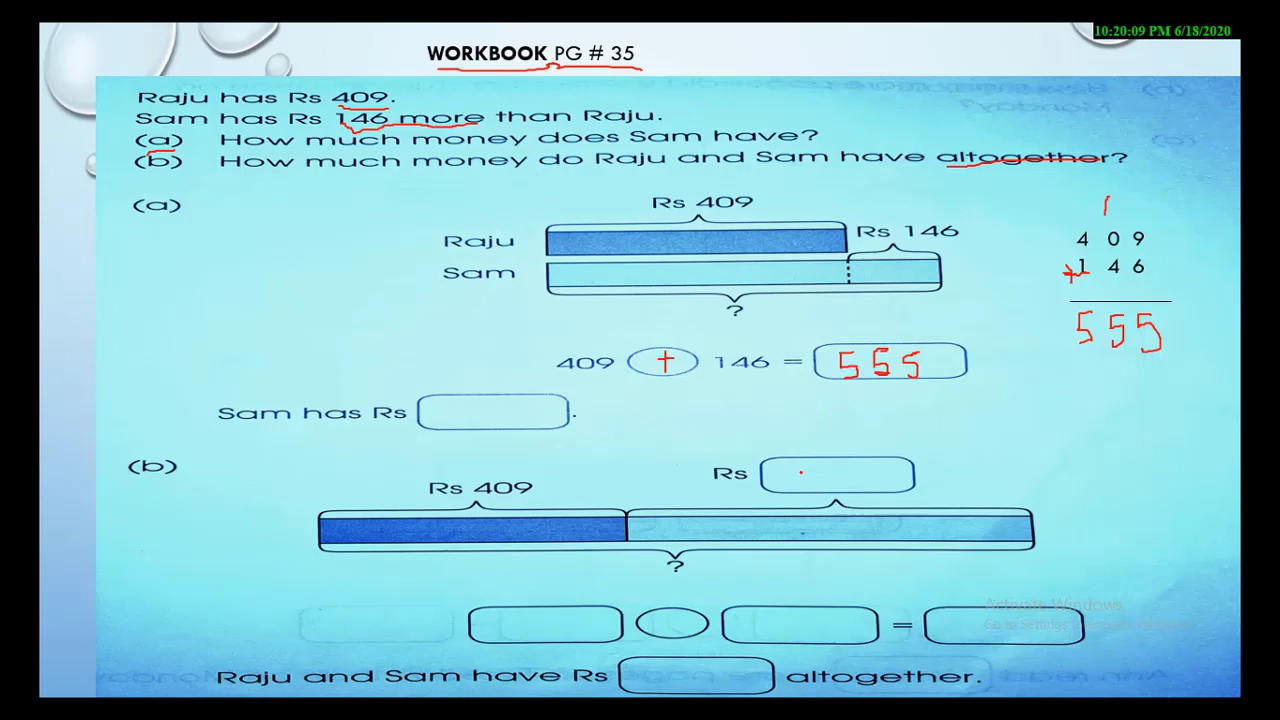 10:20:09 PM 6/18/2020
WORKBOOK PG # 35
Raju has Rs 409.
Sam has Rs 146 more than Raju.
(a) How much money does Sam have?
(b) How much money do Raju and Sam have altogether?
(a)
Rs 409
Raju
Rs 146
Sam
?
1
4 0 9
+ 1 4 6
5 5 5
409 + 146 = 555
Sam has Rs .
(b)
Rs
Rs 409
?
=
Activate Windows
Raju and Sam have Rs altogether.